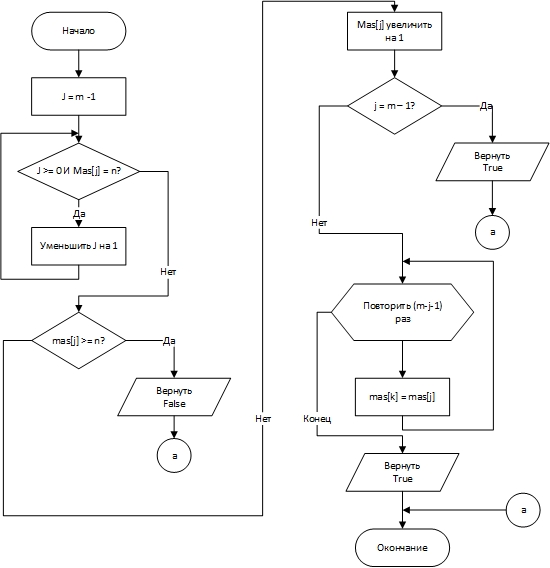 Начало
J = m -1
J >= 0 И Mas[j] = n?
Да
Уменьшить J на 1
Нет
mas[j] >= n?
Да
Вернуть
False
a
Нет
Mas[j] увеличить
на 1
j = m – 1?
Да
Вернуть
True
a
Нет
Повторить (m-j-1)
раз
mas[k] = mas[j]
Конец
Вернуть
True
a
Окончание